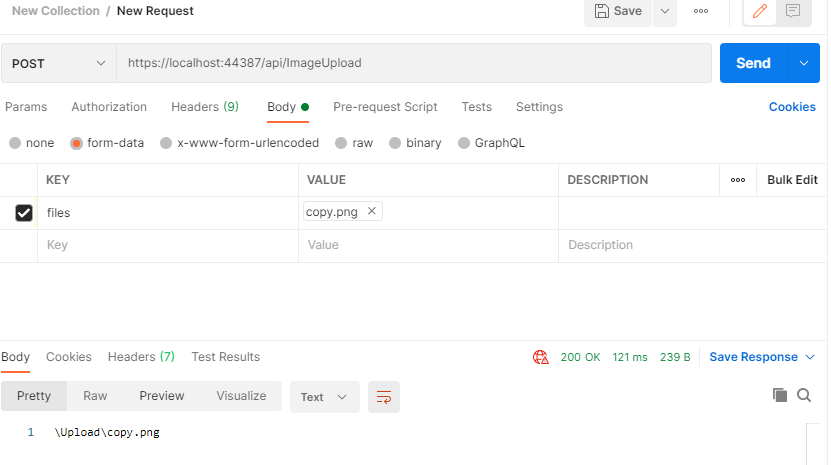 New Collection / New Request Save
POST https://localhost:44387/api/ImageUpload Send
Params Authorization Headers (9) Body Pre-request Script Tests Settings Cookies
none form-data x-www-form-urlencoded raw binary GraphQL
KEY VALUE DESCRIPTION Bulk Edit
files copy.png
Key Value Description
Body Cookies Headers (7) Test Results 200 OK 121 ms 239 B Save Response
Pretty Raw Preview Visualize Text
1 \Upload\copy.png